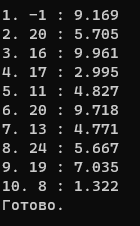 1. -1 : 9.169
2. 20 : 5.705
3. 16 : 9.961
4. 17 : 2.995
5. 11 : 4.827
6. 20 : 9.718
7. 13 : 4.771
8. 24 : 5.667
9. 19 : 7.035
10. 8 : 1.322
Готово.